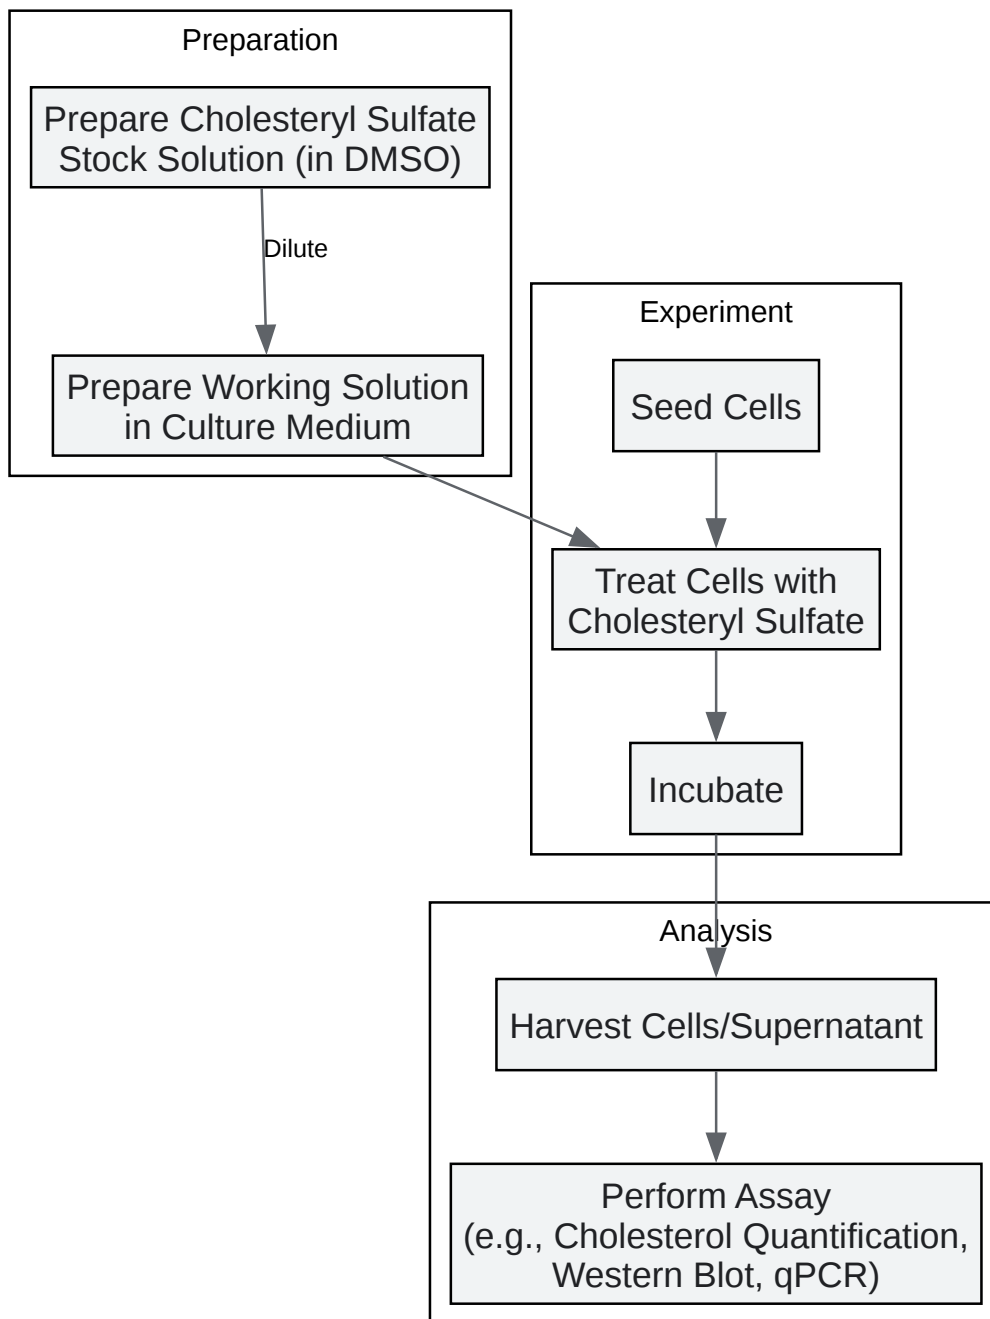 Preparation
Prepare Cholesteryl Sulfate
Stock Solution (in DMSO)
Dilute
Prepare Working Solution
in Culture Medium
Experiment
Seed Cells
Treat Cells with
Cholesteryl Sulfate
Incubate
Analysis
Harvest Cells/Supernatant
Perform Assay
(e.g., Cholesterol Quantification,
Western Blot, qPCR)